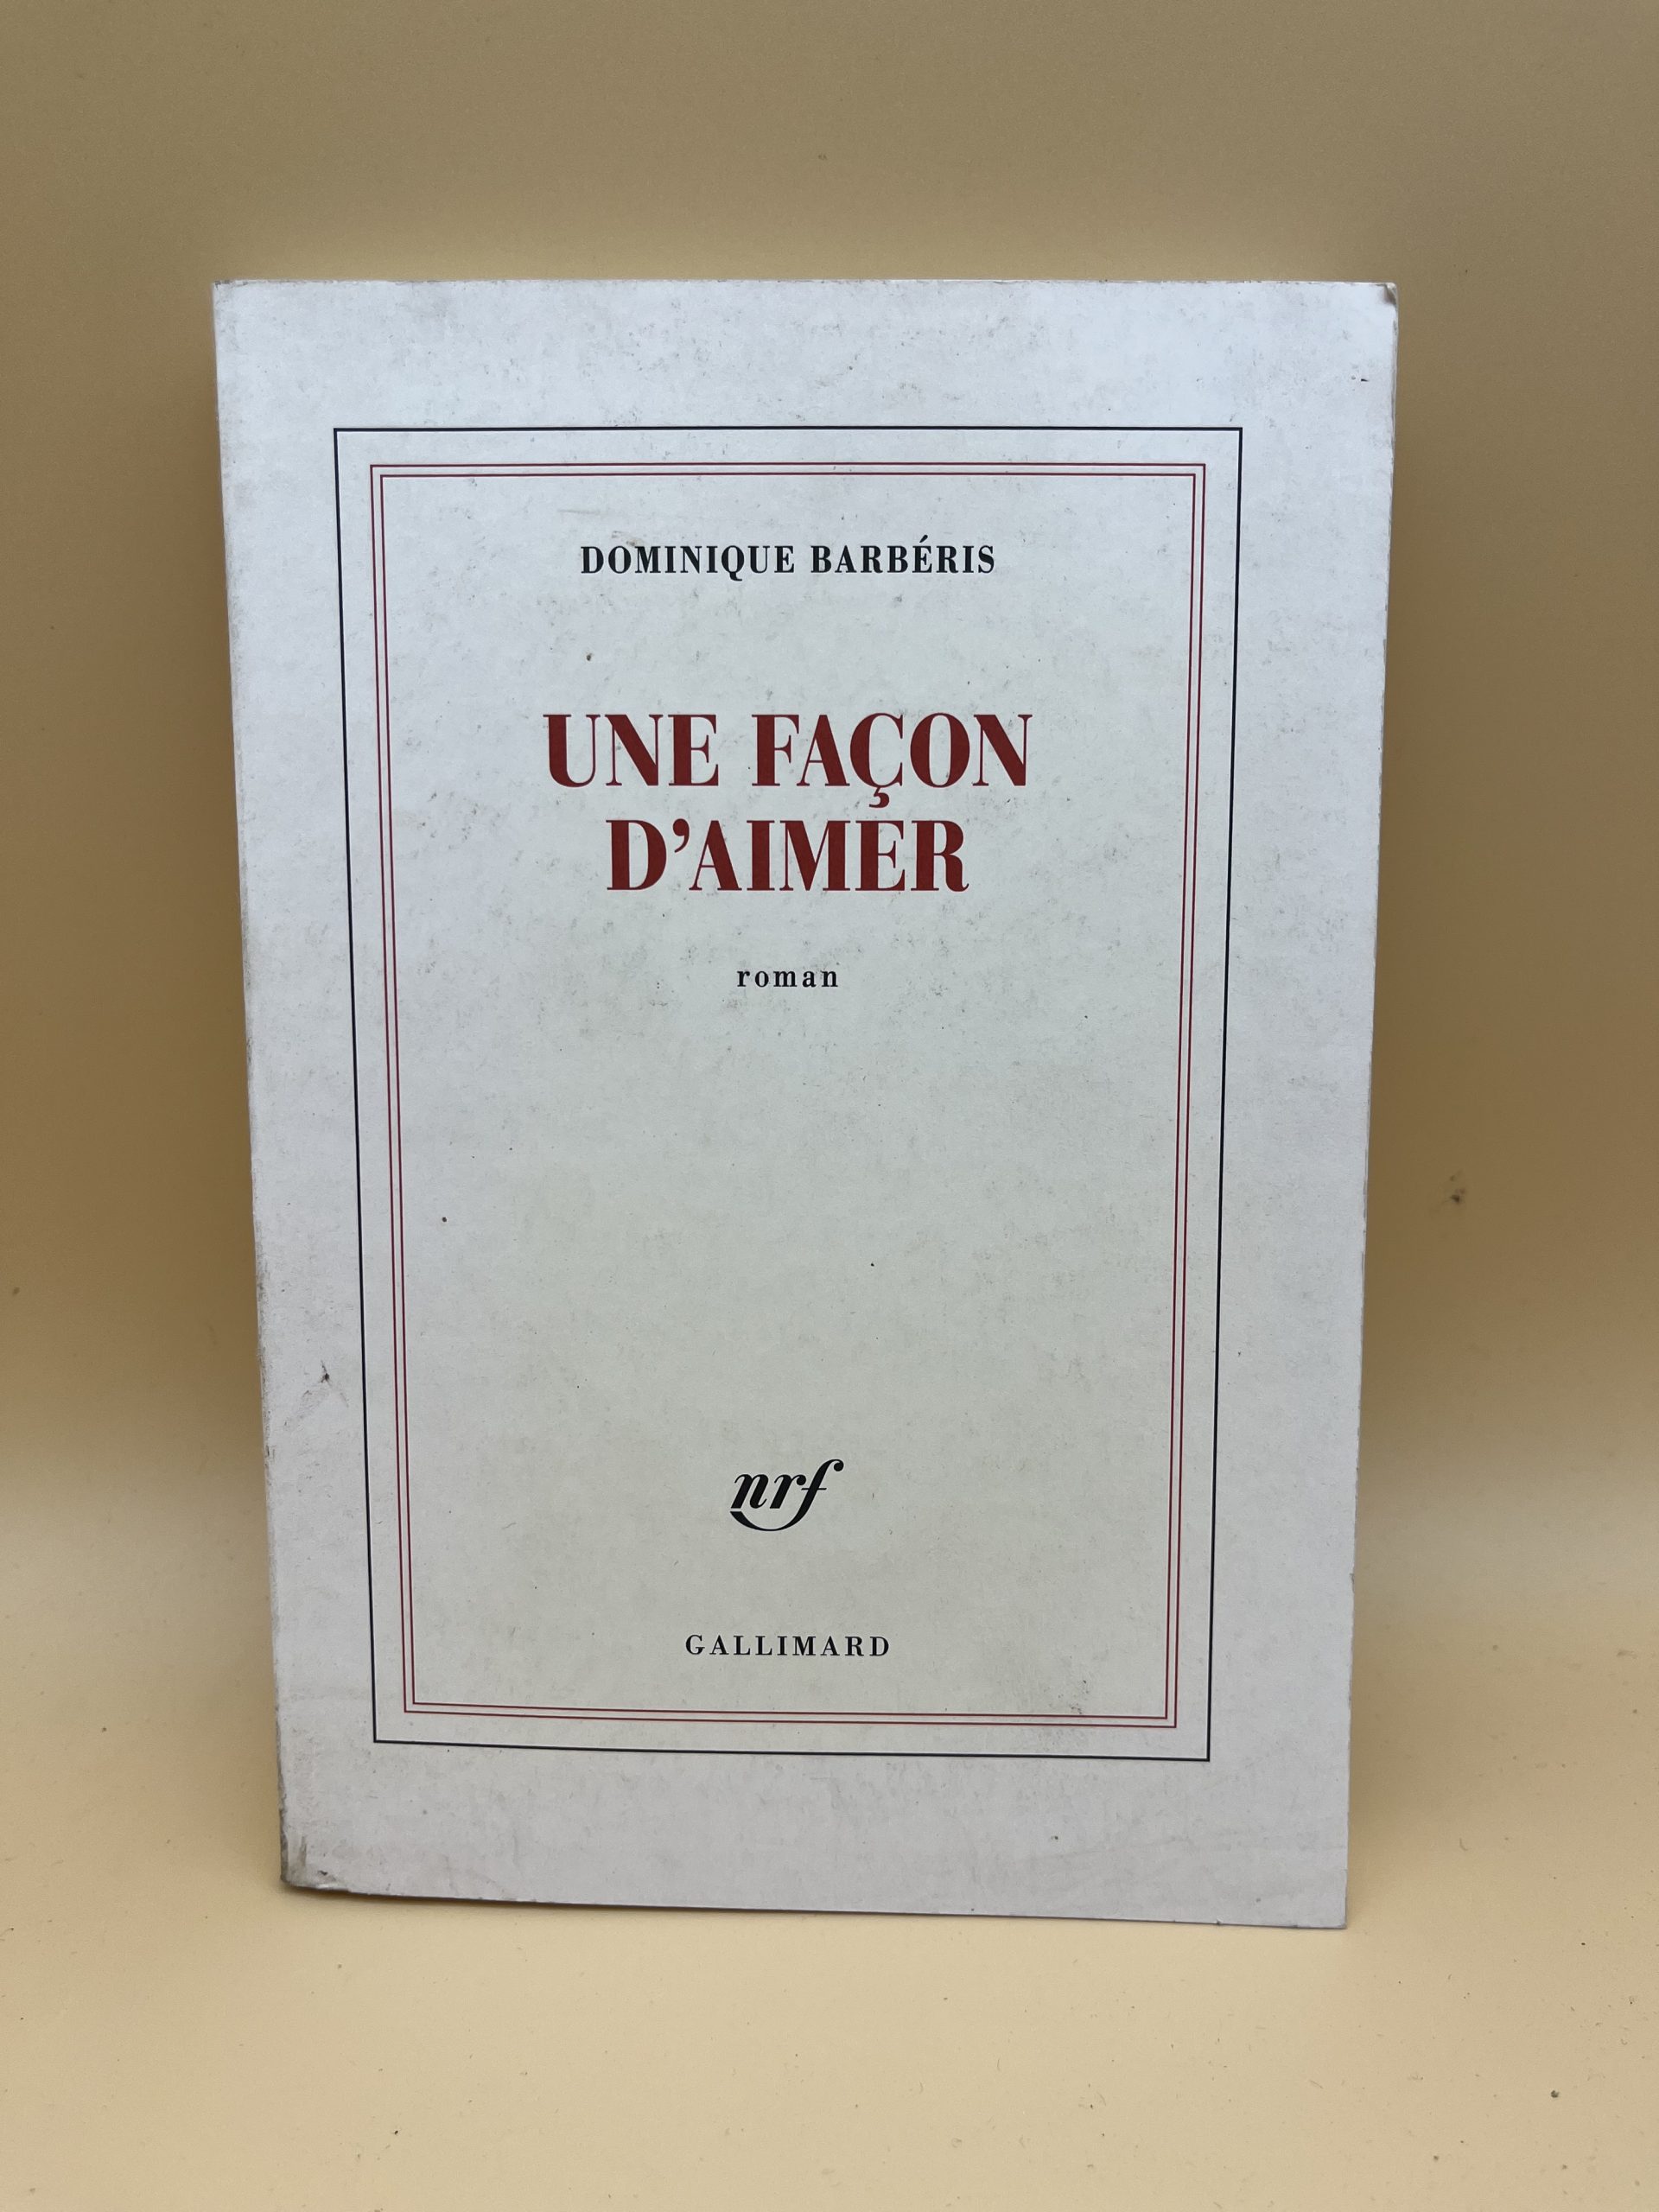 DOMINIQUE BARBÉRIS
UNE FAÇON
D’AIMER
roman
nrf
GALLIMARD